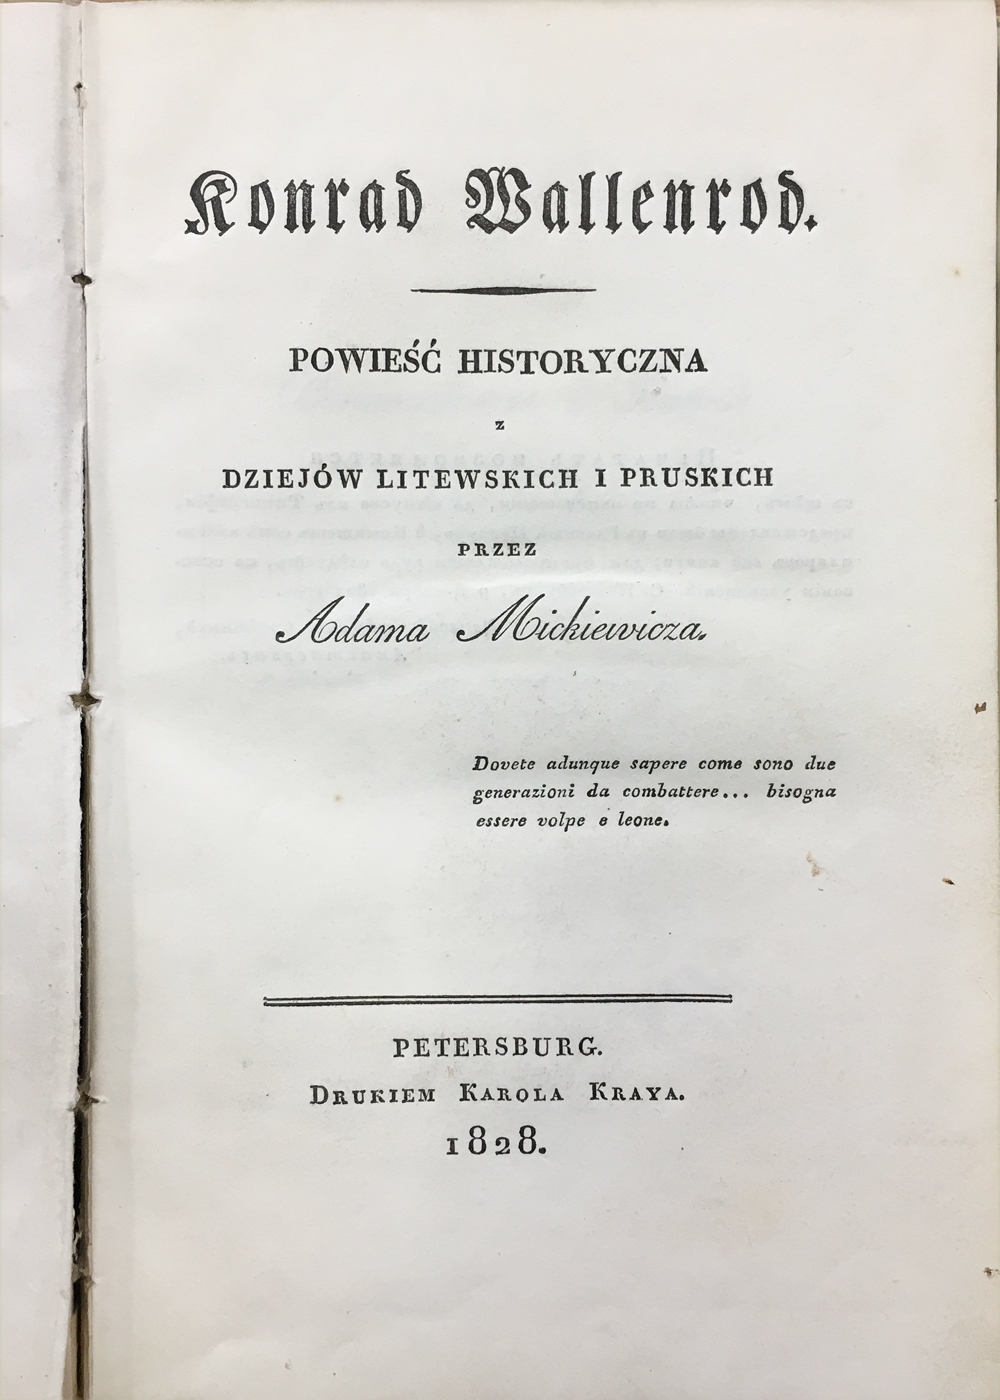 Konrad Wallenrod.
POWIEŚĆ HISTORYCZNA
z
DZIEJÓW LITEWSKICH I PRUSKICH
PRZEZ
Adama Mickiewicza.
Dovete adunque sapere come sono due
generazioni da combattere... bisogna
essere volpe e leone.
PETERSBURG.
Drukiem Karola Kraya.
1828.